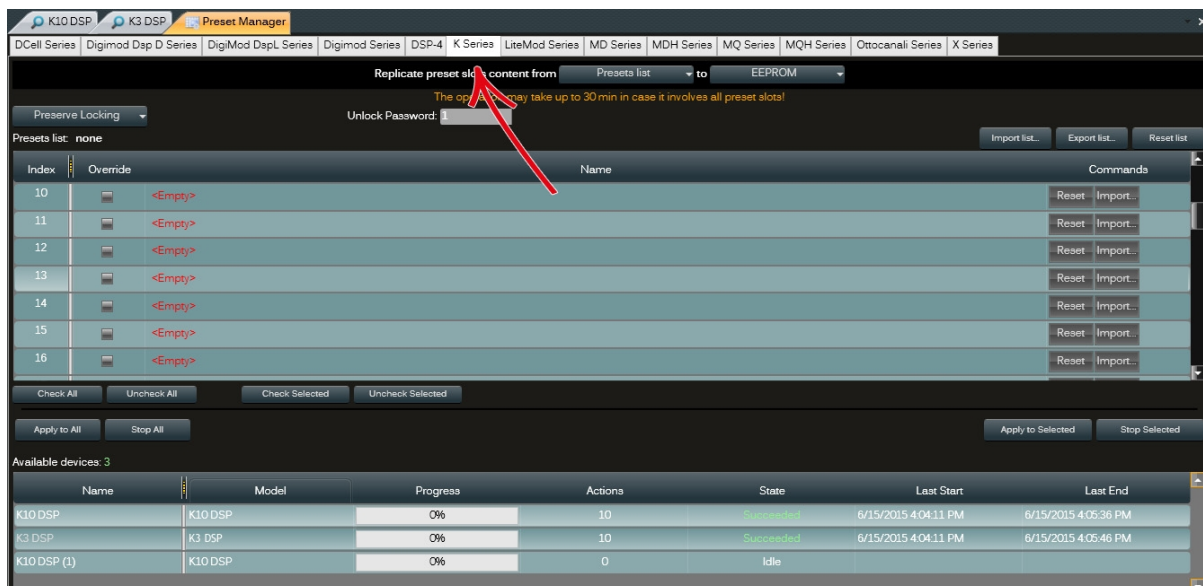 K10 DSP K3 DSP Preset Manager
DCell Series Digimod Dsp D Series DigiMod DspL Series Digimod Series DSP-4 K Series LiteMod Series MD Series MDH Series MQ Series MQH Series Ottocanali Series X Series
Replicate preset slots content from Presets list to EEPROM
The operation may take up to 30 min in case it involves all preset slots!
Preserve Locking Unlock Password: 1
Presets list: none Import list... Export list... Reset list
Index Override Name Commands
10 <Empty> Reset Import...
11 <Empty> Reset Import...
12 <Empty> Reset Import...
13 <Empty> Reset Import...
14 <Empty> Reset Import...
15 <Empty> Reset Import...
16 <Empty> Reset Import...
Check All Uncheck All Check Selected Uncheck Selected
Apply to All Stop All Apply to Selected Stop Selected
Available devices: 3
Name Model Progress Actions State Last Start Last End
K10 DSP K10 DSP 0% 10 Succeeded 6/15/2015 4:04:11 PM 6/15/2015 4:05:36 PM
K3 DSP K3 DSP 0% 10 Succeeded 6/15/2015 4:04:11 PM 6/15/2015 4:05:46 PM
K10 DSP (1) K10 DSP 0% 0 Idle